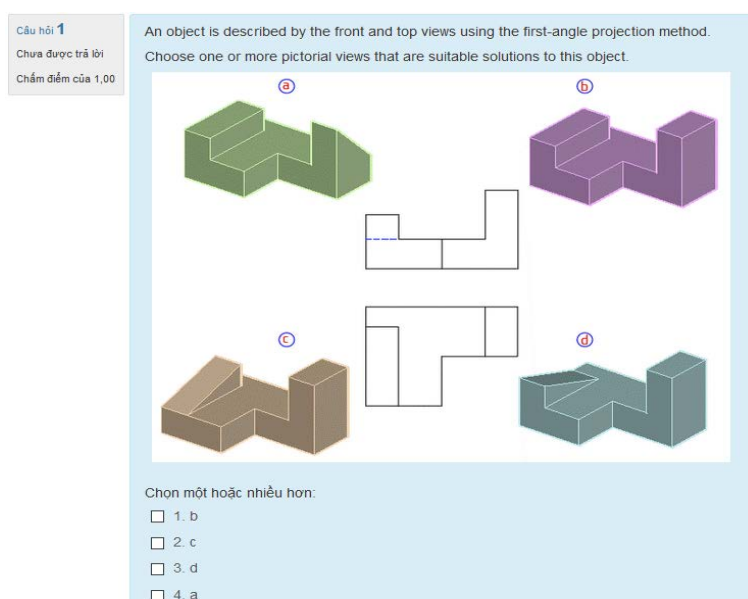 Câu hỏi 1
Chưa được trả lời
Chấm điểm của 1,00
An object is described by the front and top views using the first-angle projection method.
Choose one or more pictorial views that are suitable solutions to this object.
a
b
c
d
Chọn một hoặc nhiều hơn:
1. b
2. c
3. d
4. a